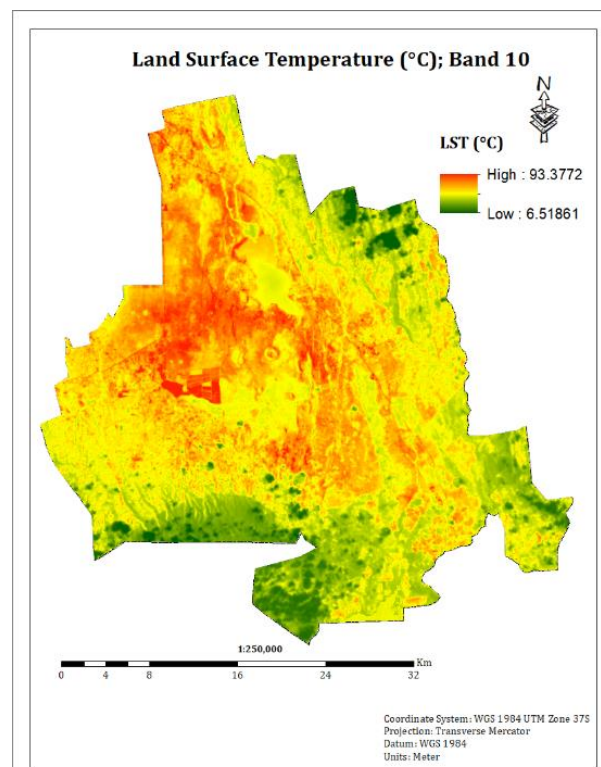 Land Surface Temperature (°C); Band 10
N
LST (°C)
High : 93.3772
Low : 6.51861
1:250,000
Km
0 4 8 16 24 32
Coordinate System: WGS 1984 UTM Zone 37S
Projection: Transverse Mercator
Datum: WGS 1984
Units: Meter